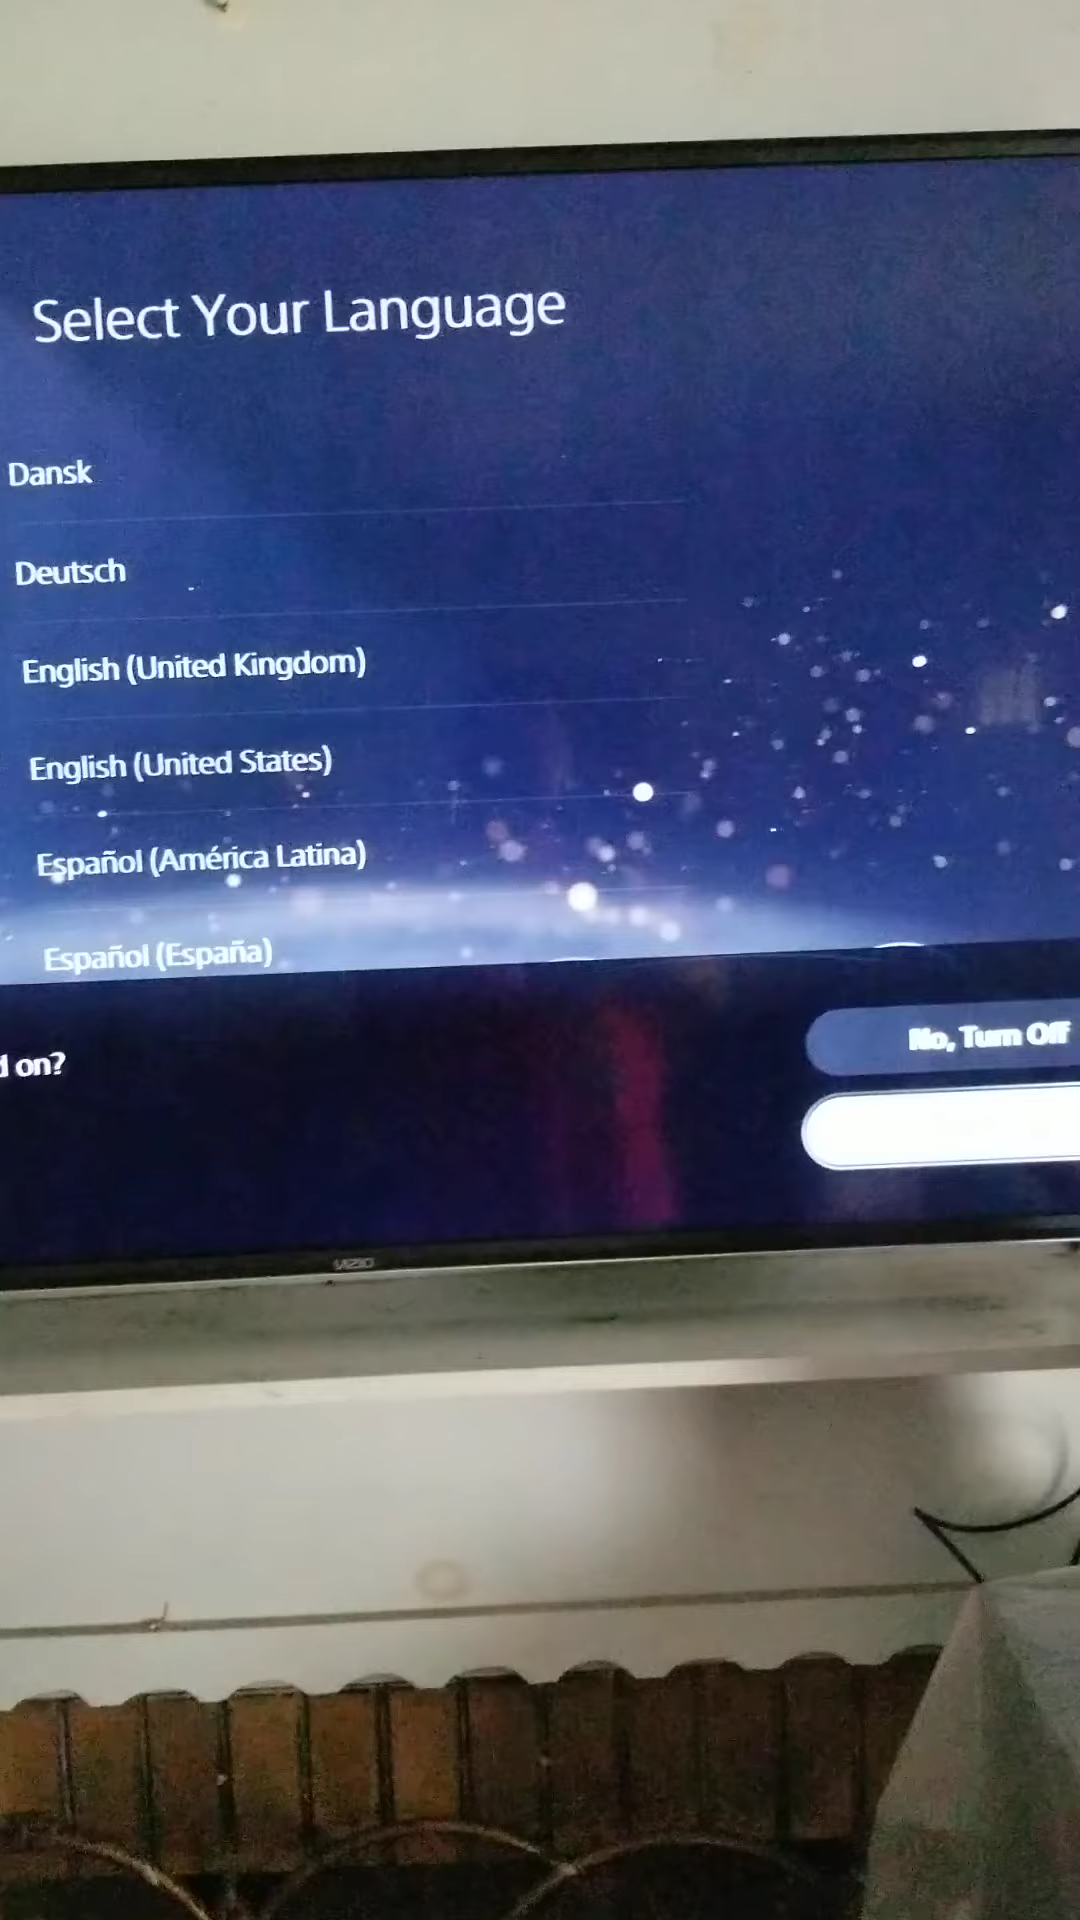 Select Your Language
Dansk
Deutsch
English (United Kingdom)
English (United States)
Español (América Latina)
Español (España)
No, Turn Off
on?
VIZIO